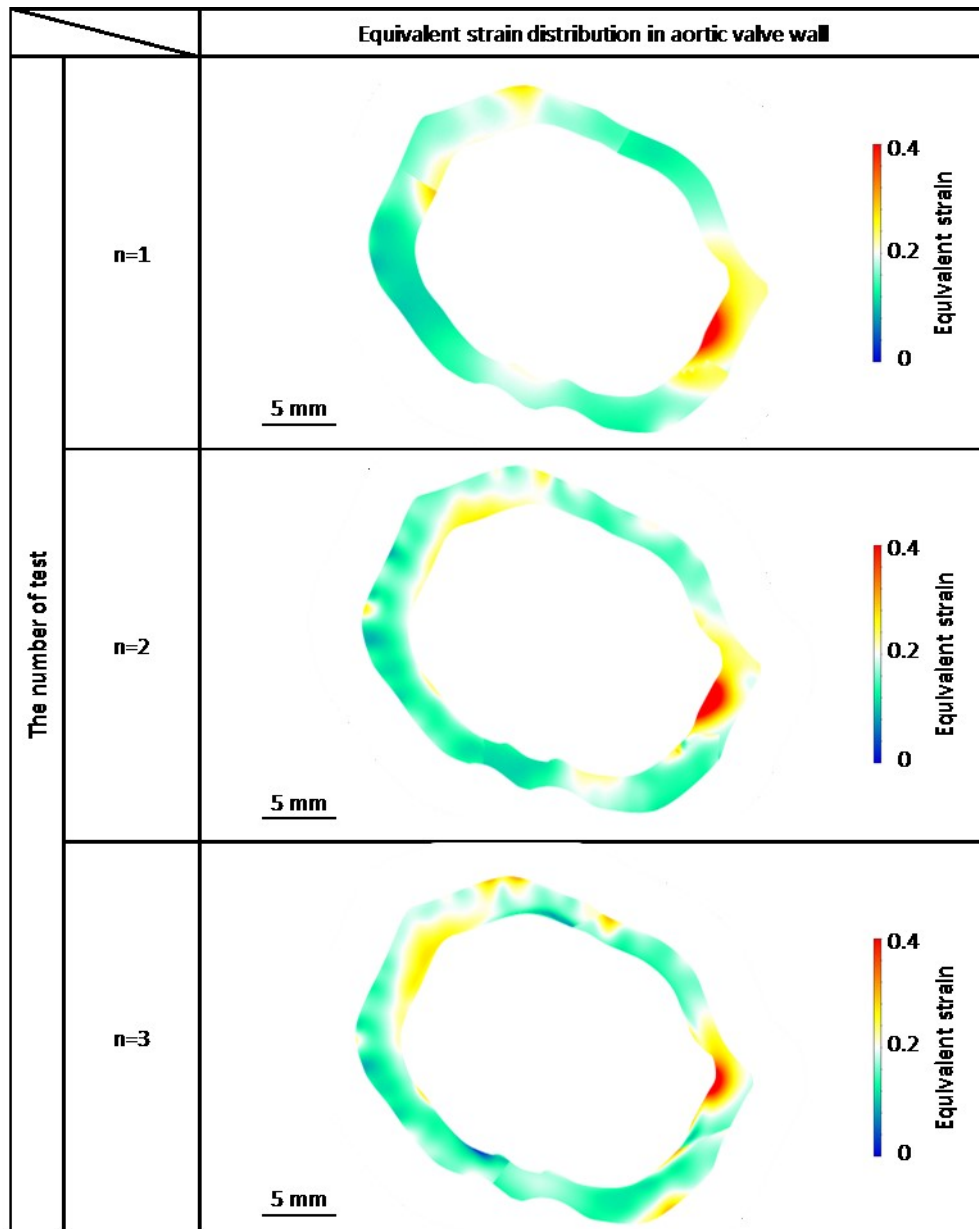 Equivalent strain distribution in aortic valve wall
The number of test
n=1
5 mm
0.4
0.2
0
Equivalent strain
n=2
5 mm
0.4
0.2
0
Equivalent strain
n=3
5 mm
0.4
0.2
0
Equivalent strain